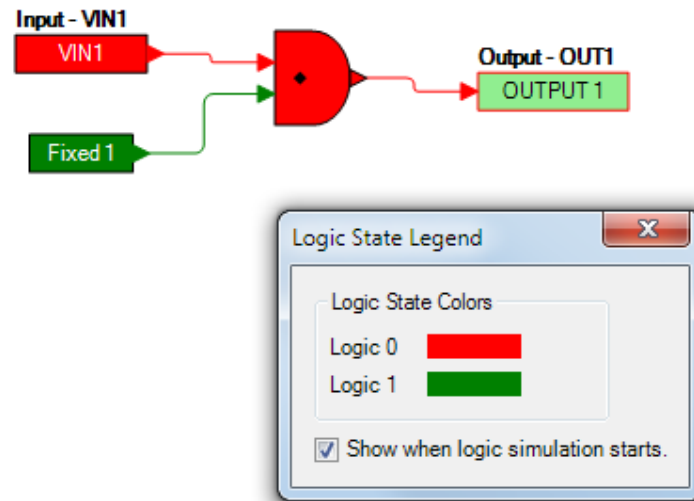 Input - VIN1
VIN1
Output - OUT1
OUTPUT 1
Fixed 1
Logic State Legend
Logic State Colors
Logic 0
Logic 1
Show when logic simulation starts.